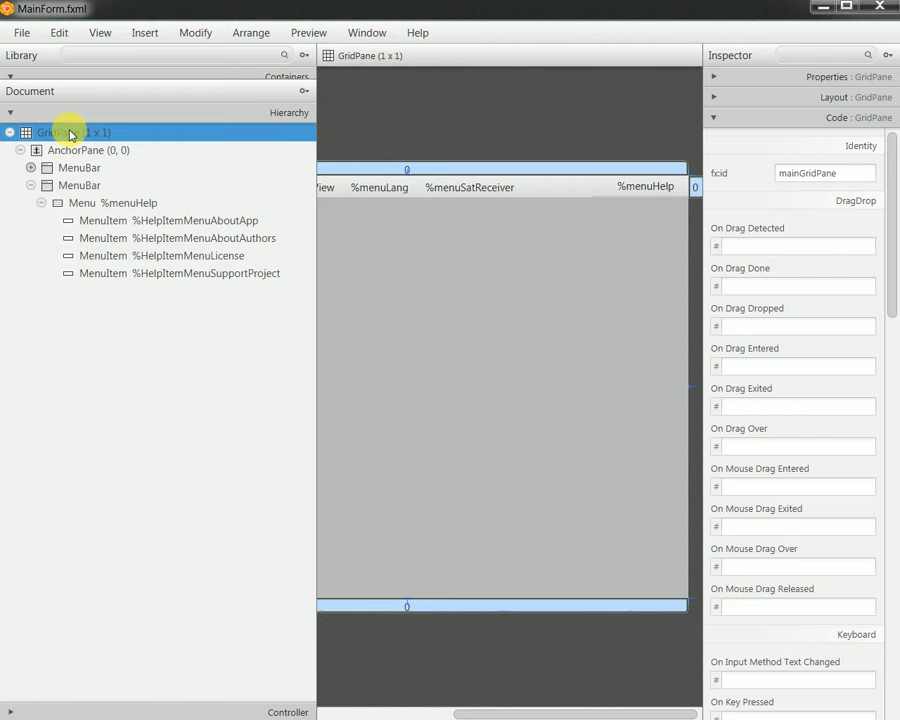 MainForm.fxml
File Edit View Insert Modify Arrange Preview Window Help
Library
GridPane (1 x 1)
Inspector
Containers
Properties : GridPane
Document
Layout : GridPane
Hierarchy
Code : GridPane
GridPane (1 x 1)
Identity
AnchorPane (0, 0)
MenuBar
0
fx:id
mainGridPane
MenuBar
View %menuLang %menuSatReceiver %menuHelp
0
Menu %menuHelp
DragDrop
MenuItem %HelpItemMenuAboutApp
On Drag Detected
MenuItem %HelpItemMenuAboutAuthors
#
MenuItem %HelpItemMenuLicense
On Drag Done
MenuItem %HelpItemMenuSupportProject
#
On Drag Dropped
#
On Drag Entered
#
On Drag Exited
#
On Drag Over
#
On Mouse Drag Entered
#
On Mouse Drag Exited
#
On Mouse Drag Over
#
On Mouse Drag Released
0
#
Keyboard
On Input Method Text Changed
#
On Key Pressed
Controller
#